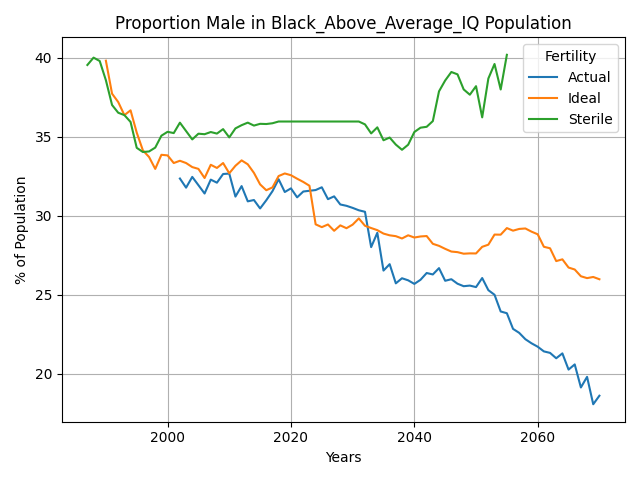 Proportion Male in Black_Above_Average_IQ Population
Fertility
Actual
Ideal
Sterile
% of Population
40
35
30
25
20
2000
2020
2040
2060
Years